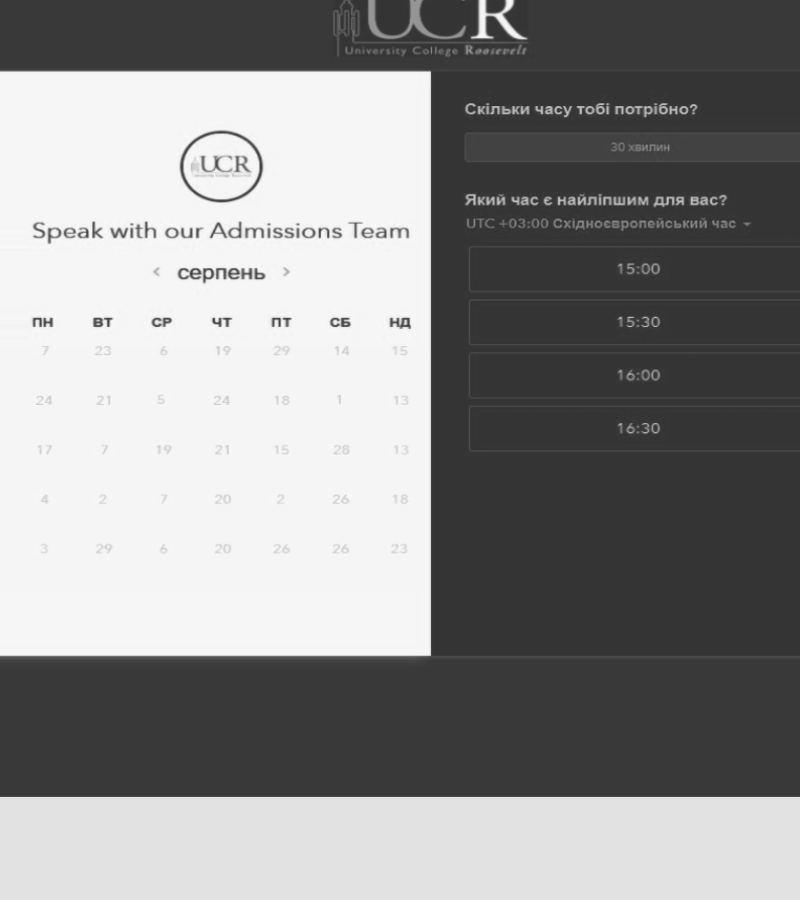 UCR
University College Roosevelt
UCR
Speak with our Admissions Team
‹ серпень ›
ПН ВТ СР ЧТ ПТ СБ НД
7 23 6 19 29 14 15
24 21 5 24 18 1 13
17 7 19 21 15 28 13
4 2 7 20 2 26 18
3 29 6 20 26 26 23
Скільки часу тобі потрібно?
30 хвилин
Який час є найліпшим для вас?
UTC +03:00 Східноєвропейський час
15:00
15:30
16:00
16:30